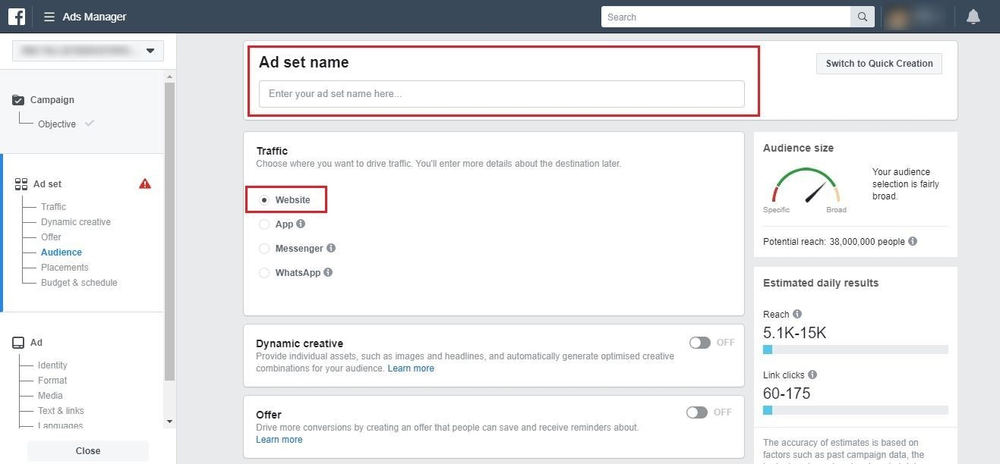 Ads Manager
Search
Campaign
Objective
Ad set
Traffic
Dynamic creative
Offer
Audience
Placements
Budget & schedule
Ad
Identity
Format
Media
Text & links
Languages
Close
Ad set name
Enter your ad set name here...
Switch to Quick Creation
Traffic
Choose where you want to drive traffic. You'll enter more details about the destination later.
Website
App
Messenger
WhatsApp
Dynamic creative
OFF
Provide individual assets, such as images and headlines, and automatically generate optimised creative
combinations for your audience. Learn more
Offer
OFF
Drive more conversions by creating an offer that people can save and receive reminders about.
Learn more
Audience size
Specific
Broad
Your audience
selection is fairly
broad.
Potential reach: 38,000,000 people
Estimated daily results
Reach
5.1K-15K
Link clicks
60-175
The accuracy of estimates is based on
factors such as past campaign data, the